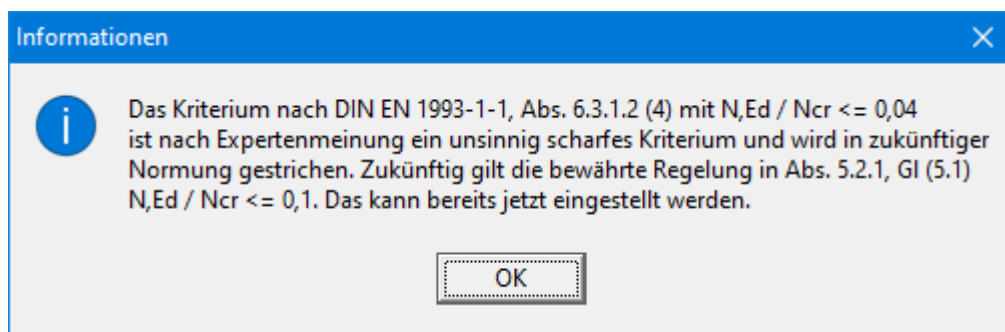 Informationen
Das Kriterium nach DIN EN 1993-1-1, Abs. 6.3.1.2 (4) mit N,Ed / Ncr <= 0,04
ist nach Expertenmeinung ein unsinnig scharfes Kriterium und wird in zukünftiger
Normung gestrichen. Zukünftig gilt die bewährte Regelung in Abs. 5.2.1, Gl (5.1)
N,Ed / Ncr <= 0,1. Das kann bereits jetzt eingestellt werden.
OK